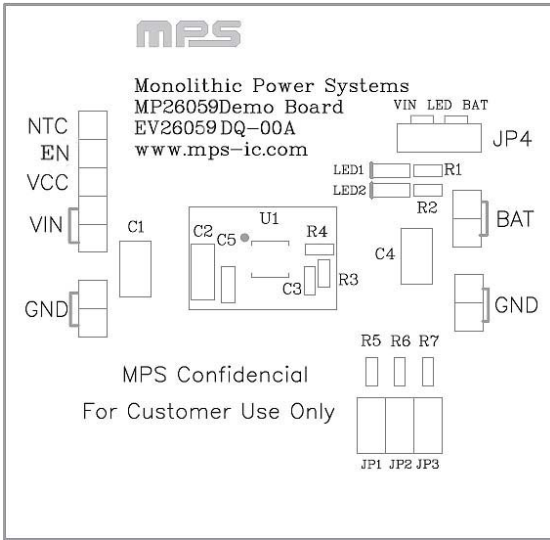 mps
Monolithic Power Systems
MP26059Demo Board
EV26059DQ-00A
www.mps-ic.com
VIN LED BAT
JP4
NTC
EN
VCC
VIN
GND
LED1
R1
LED2
R2
BAT
GND
C1
C2
C5
U1
R4
C3
R3
C4
R5 R6 R7
MPS Confidencial
For Customer Use Only
JP1 JP2 JP3